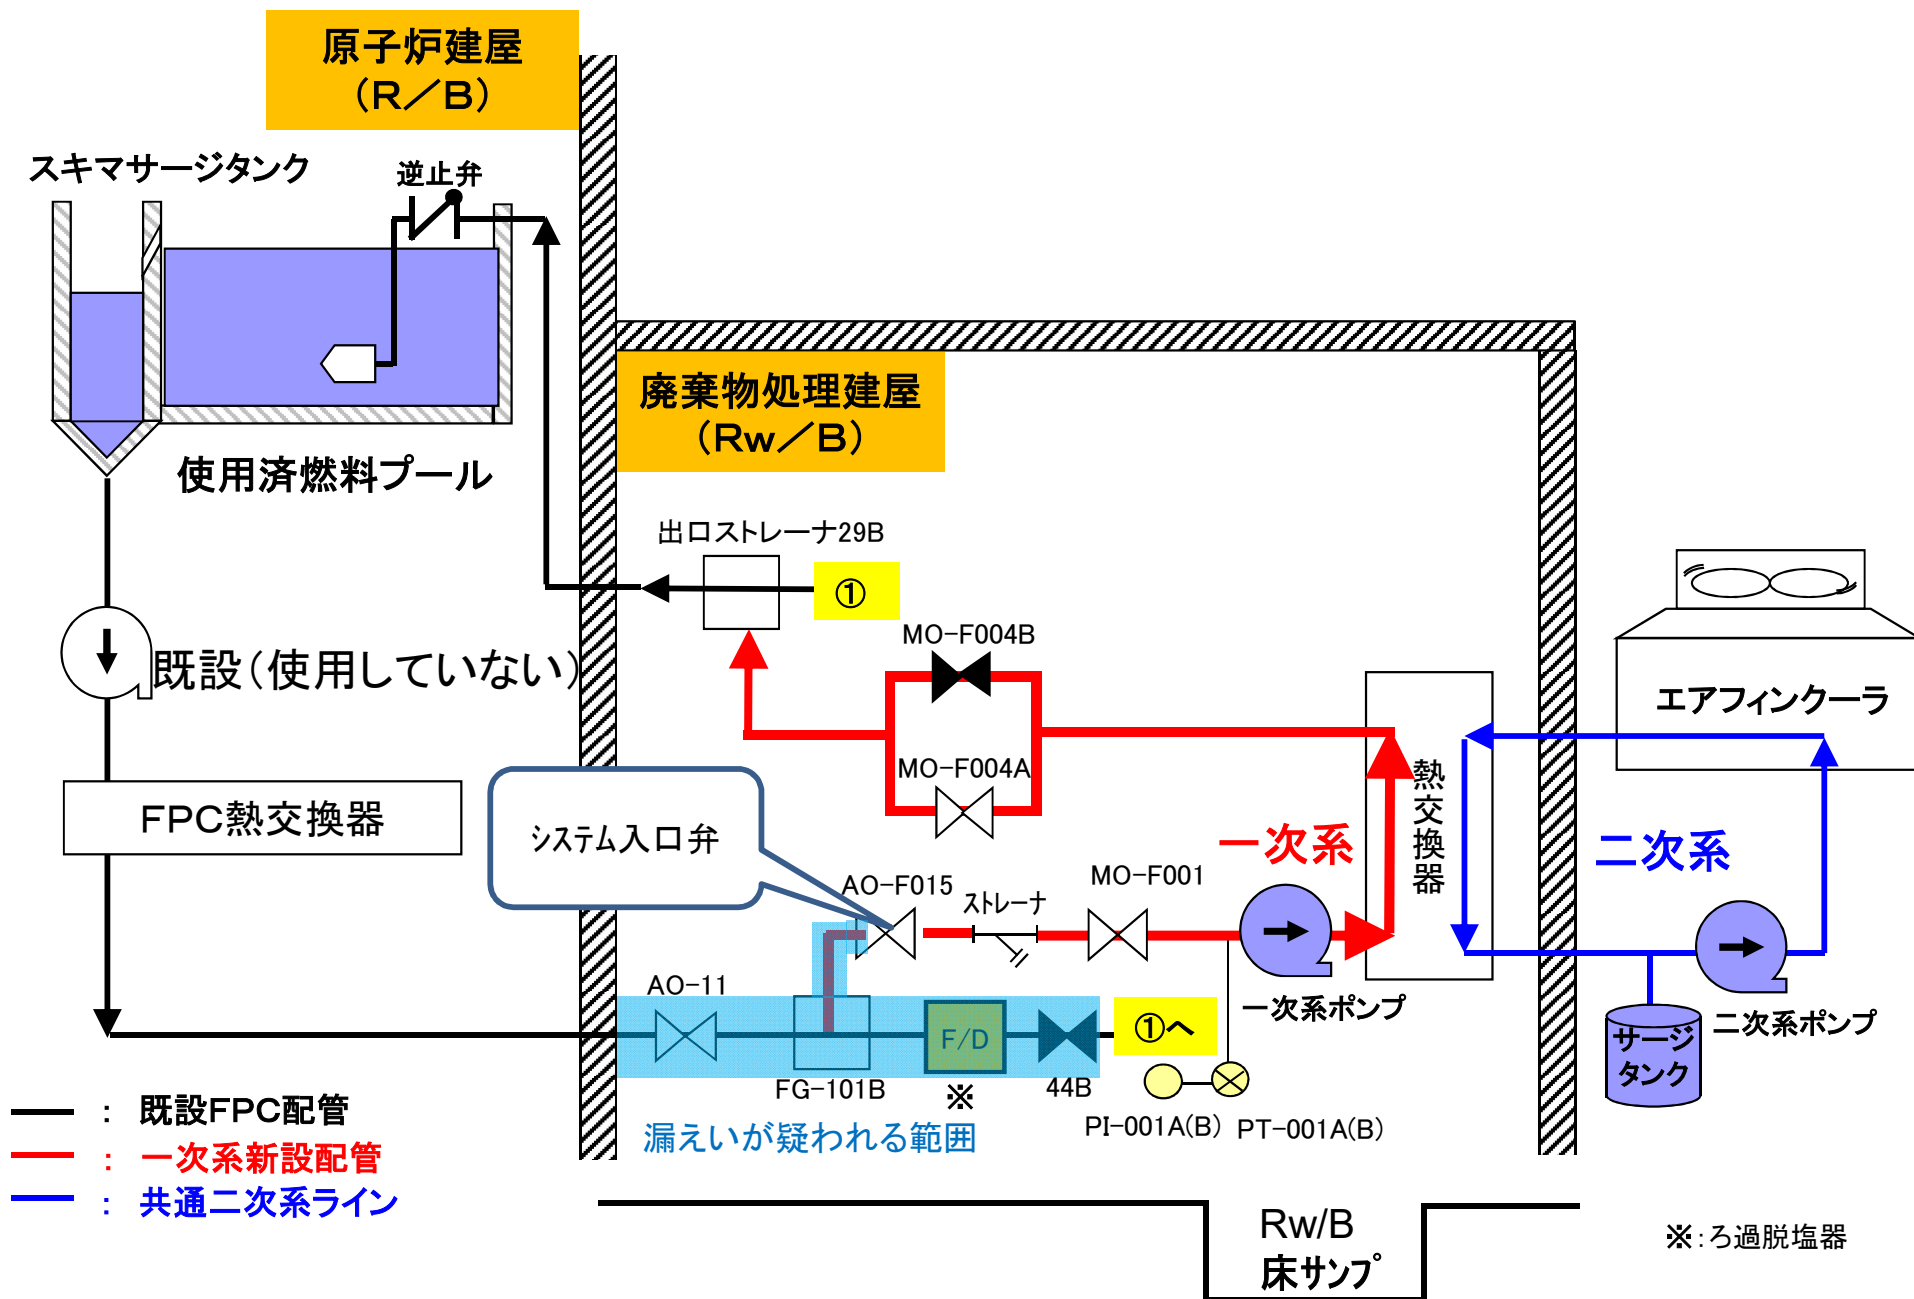 原子炉建屋
(R/B)
スキマサージタンク
逆止弁
廃棄物処理建屋
(Rw/B)
使用済燃料プール
出口ストレーナ29B
①
MO-F004B
既設(使用していない)
エアフィンクーラ
MO-F004A
熱交換器
FPC熱交換器
システム入口弁
一次系
二次系
AO-F015
ストレーナ
MO-F001
AO-11
一次系ポンプ
二次系ポンプ
①へ
F/D
サージ
タンク
FG-101B
※
44B
PI-001A(B)
PT-001A(B)
漏えいが疑われる範囲
: 既設FPC配管
: 一次系新設配管
: 共通二次系ライン
Rw/B
床サンプ
※:ろ過脱塩器